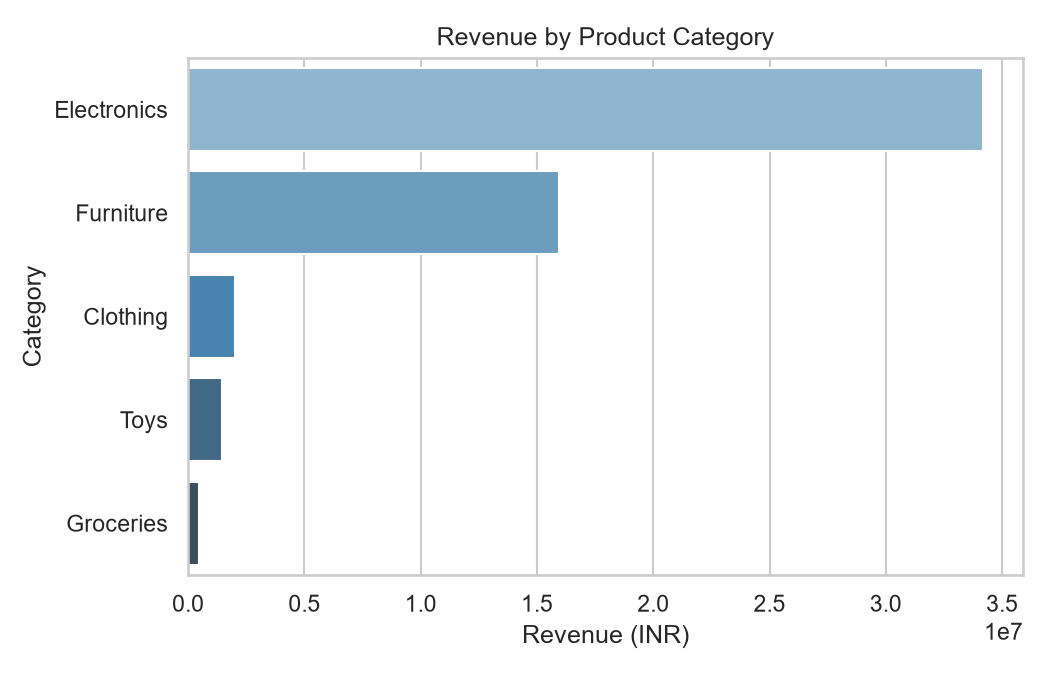 Revenue by Product Category
Electronics
Furniture
Clothing
Toys
Groceries
Category
0.0 0.5 1.0 1.5 2.0 2.5 3.0 3.5
1e7
Revenue (INR)